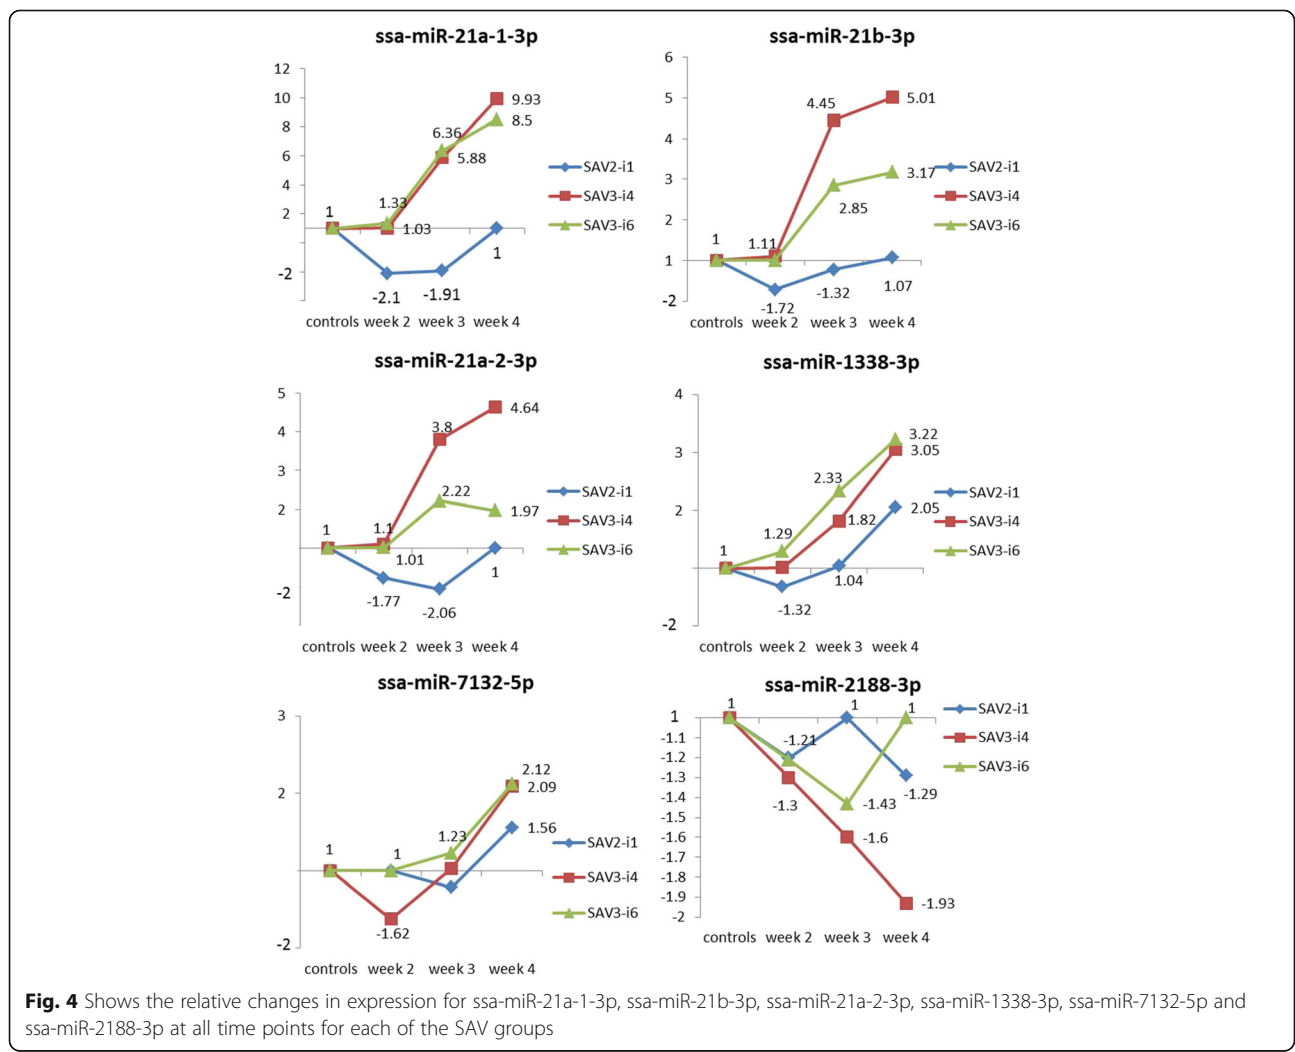 ssa-miR-21a-1-3p
12
10
8
6
4
2
-2
1
1.33
1.03
6.36
5.88
9.93
8.5
-2.1
-1.91
1
controls week 2 week 3 week 4
SAV2-i1
SAV3-i4
SAV3-i6
ssa-miR-21b-3p
6
5
4
3
2
1
-2
1
1.11
4.45
5.01
2.85
3.17
-1.72
-1.32
1.07
controls week 2 week 3 week 4
SAV2-i1
SAV3-i4
SAV3-i6
ssa-miR-21a-2-3p
5
4
3
2
-2
1
1.1
1.01
3.8
4.64
2.22
1.97
-1.77
-2.06
1
controls week 2 week 3 week 4
SAV2-i1
SAV3-i4
SAV3-i6
ssa-miR-1338-3p
4
3
2
-2
1
1.29
2.33
1.82
3.22
3.05
2.05
-1.32
1.04
controls week 2 week 3 week 4
SAV2-i1
SAV3-i4
SAV3-i6
ssa-miR-7132-5p
3
2
-2
1
1
1.23
2.12
2.09
1.56
-1.62
controls week 2 week 3 week 4
SAV2-i1
SAV3-i4
SAV3-i6
ssa-miR-2188-3p
1
-1.1
-1.2
-1.3
-1.4
-1.5
-1.6
-1.7
-1.8
-1.9
-2
1
-1.21
1
1
-1.3
-1.43
-1.29
-1.6
-1.93
controls week 2 week 3 week 4
SAV2-i1
SAV3-i4
SAV3-i6
Fig. 4 Shows the relative changes in expression for ssa-miR-21a-1-3p, ssa-miR-21b-3p, ssa-miR-21a-2-3p, ssa-miR-1338-3p, ssa-miR-7132-5p and
ssa-miR-2188-3p at all time points for each of the SAV groups